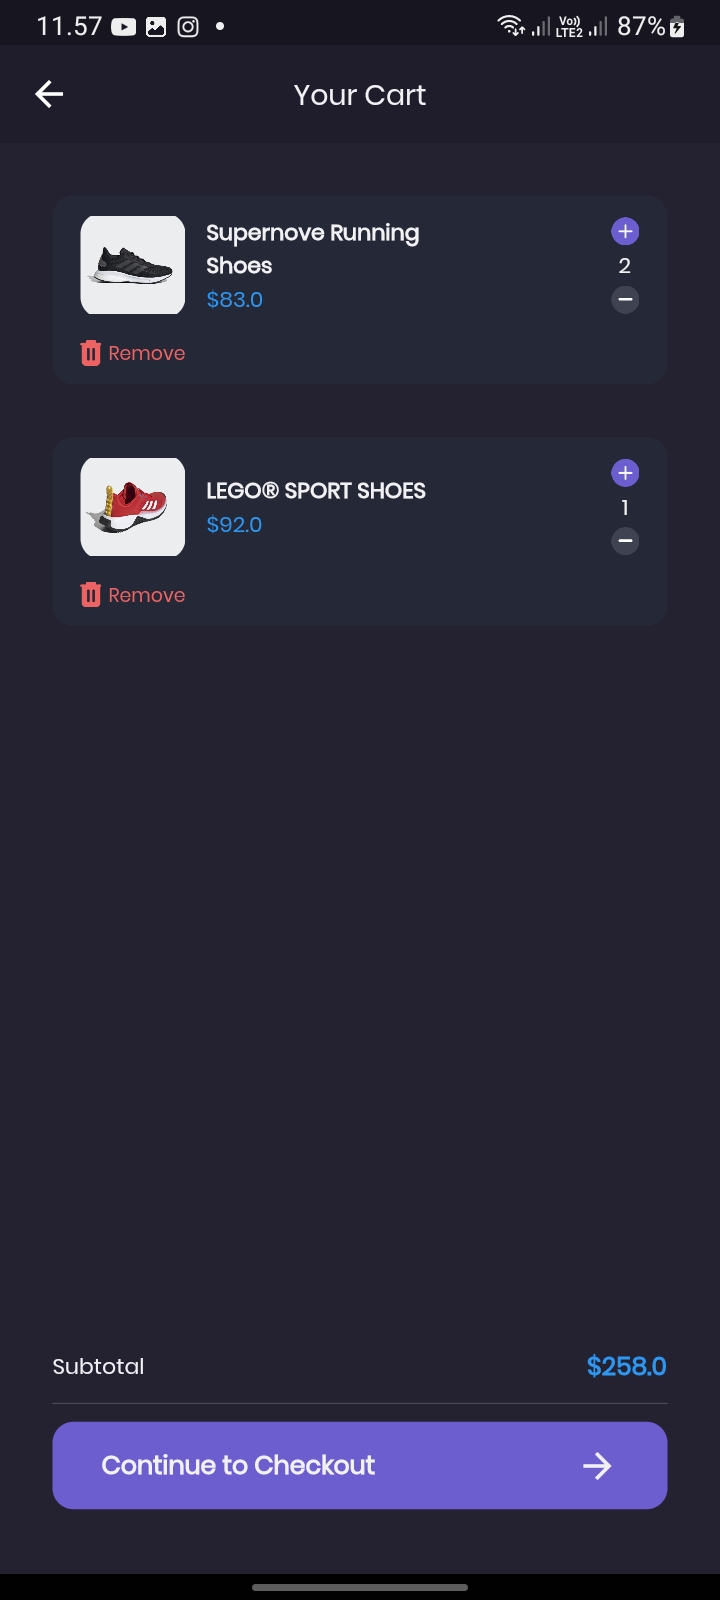 11.57
Vo)) LTE2
87%
Your Cart
Supernove Running
Shoes
$83.0
2
Remove
LEGO® SPORT SHOES
$92.0
1
Remove
Subtotal
$258.0
Continue to Checkout